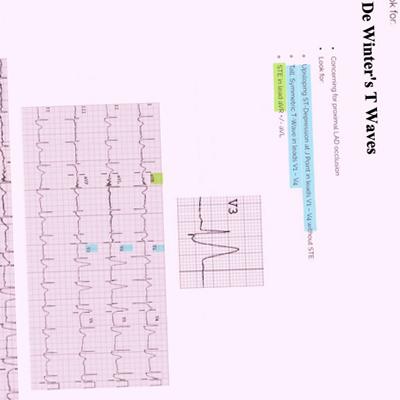 ok for:
De Winter's T Waves
Concerning for proximal LAD occlusion
Look for:
Upsloping ST-Depression at J Point in leads V1 - V4 without STE
Tall, Symmetric T-Wave in leads V1 - V4
STE in lead aVR +/- aVL
V3